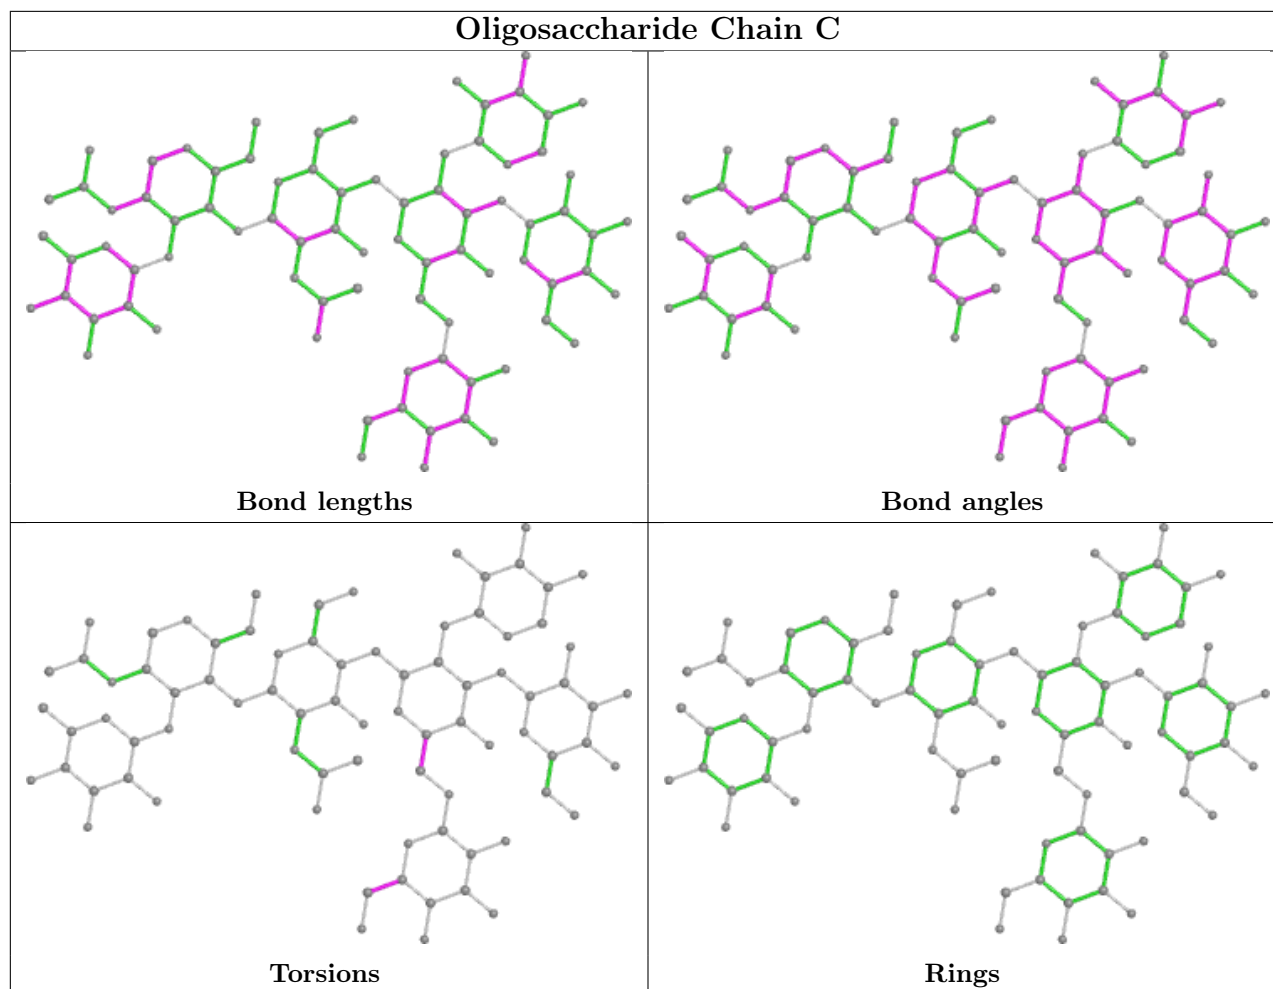 Oligosaccharide Chain C
Bond lengths
Bond angles
Torsions
Rings